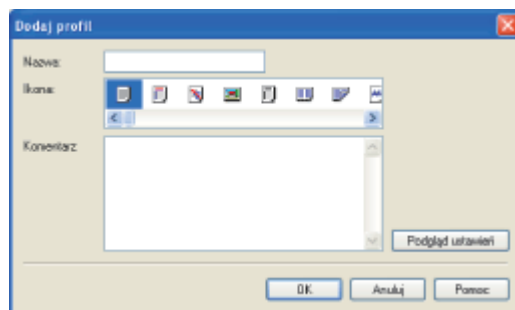 Dodaj profil
Nazwa:
Ikona:
Komentarz
Podgląd ustawień
OK
Anuluj
Pomoc